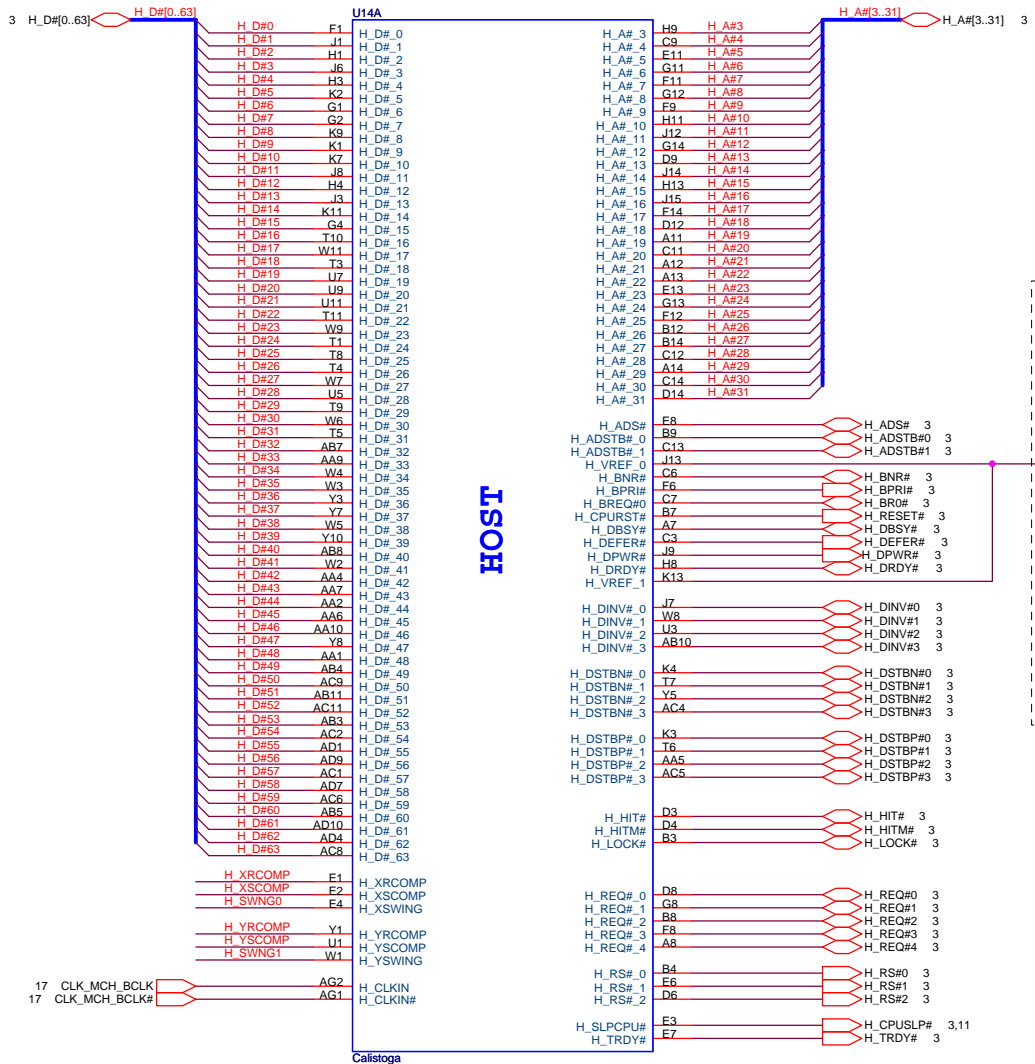 3 H_D#[0..63] H_D#[0..63] U14A H_A#[3..31] H_A#[3..31] 3
H_D#0 F1 H_D#_0 H_A#_3 H9 H_A#3
H_D#1 J1 H_D#_1 H_A#_4 C9 H_A#4
H_D#2 H1 H_D#_2 H_A#_5 E11 H_A#5
H_D#3 J6 H_D#_3 H_A#_6 G11 H_A#6
H_D#4 H3 H_D#_4 H_A#_7 F11 H_A#7
H_D#5 K2 H_D#_5 H_A#_8 G12 H_A#8
H_D#6 G1 H_D#_6 H_A#_9 F9 H_A#9
H_D#7 G2 H_D#_7 H_A#_10 H11 H_A#10
H_D#8 K9 H_D#_8 H_A#_11 J12 H_A#11
H_D#9 K1 H_D#_9 H_A#_12 G14 H_A#12
H_D#10 K7 H_D#_10 H_A#_13 D9 H_A#13
H_D#11 J8 H_D#_11 H_A#_14 J14 H_A#14
H_D#12 H4 H_D#_12 H_A#_15 H13 H_A#15
H_D#13 J3 H_D#_13 H_A#_16 J15 H_A#16
H_D#14 K11 H_D#_14 H_A#_17 F14 H_A#17
H_D#15 G4 H_D#_15 H_A#_18 D12 H_A#18
H_D#16 T10 H_D#_16 H_A#_19 A11 H_A#19
H_D#17 W11 H_D#_17 H_A#_20 C11 H_A#20
H_D#18 T3 H_D#_18 H_A#_21 A12 H_A#21
H_D#19 U7 H_D#_19 H_A#_22 A13 H_A#22
H_D#20 U9 H_D#_20 H_A#_23 E13 H_A#23
H_D#21 U11 H_D#_21 H_A#_24 G13 H_A#24
H_D#22 T11 H_D#_22 H_A#_25 F12 H_A#25
H_D#23 W9 H_D#_23 H_A#_26 B12 H_A#26
H_D#24 T1 H_D#_24 H_A#_27 B14 H_A#27
H_D#25 T8 H_D#_25 H_A#_28 C12 H_A#28
H_D#26 T4 H_D#_26 H_A#_29 A14 H_A#29
H_D#27 W7 H_D#_27 H_A#_30 C14 H_A#30
H_D#28 U5 H_D#_28 H_A#_31 D14 H_A#31
H_D#29 T9 H_D#_29
H_D#30 W6 H_D#_30 H_ADS# E8 H_ADS# 3
H_D#31 T5 H_D#_31 H_ADSTB#_0 B9 H_ADSTB#0 3
H_D#32 AB7 H_D#_32 H_ADSTB#_1 C13 H_ADSTB#1 3
H_D#33 AA9 H_D#_33 H_VREF_0 J13
H_D#34 W4 H_D#_34 H_BNR# C6 H_BNR# 3
H_D#35 W3 H_D#_35 H_BPRI# F6 H_BPRI# 3
H_D#36 Y3 H_D#_36 H_BREQ#0 C7 H_BR0# 3
H_D#37 Y7 H_D#_37 H_CPURST# B7 H_RESET# 3
H_D#38 W5 H_D#_38 H_DBSY# A7 H_DBSY# 3
H_D#39 Y10 H_D#_39 H_DEFER# C3 H_DEFER# 3
H_D#40 AB8 H_D#_40 H_DPWR# J9 H_DPWR# 3
H_D#41 W2 H_D#_41 H_DRDY# H8 H_DRDY# 3
H_D#42 AA4 H_D#_42 H_VREF_1 K13
H_D#43 AA7 H_D#_43
H_D#44 AA2 H_D#_44 H_DINV#_0 J7 H_DINV#0 3
H_D#45 AA6 H_D#_45 H_DINV#_1 W8 H_DINV#1 3
H_D#46 AA10 H_D#_46 H_DINV#_2 U3 H_DINV#2 3
H_D#47 Y8 H_D#_47 H_DINV#_3 AB10 H_DINV#3 3
H_D#48 AA1 H_D#_48
H_D#49 AB4 H_D#_49 H_DSTBN#_0 K4 H_DSTBN#0 3
H_D#50 AC9 H_D#_50 H_DSTBN#_1 T7 H_DSTBN#1 3
H_D#51 AB11 H_D#_51 H_DSTBN#_2 Y5 H_DSTBN#2 3
H_D#52 AC11 H_D#_52 H_DSTBN#_3 AC4 H_DSTBN#3 3
H_D#53 AB3 H_D#_53
H_D#54 AC2 H_D#_54 H_DSTBP#_0 K3 H_DSTBP#0 3
H_D#55 AD1 H_D#_55 H_DSTBP#_1 T6 H_DSTBP#1 3
H_D#56 AD9 H_D#_56 H_DSTBP#_2 AA5 H_DSTBP#2 3
H_D#57 AC1 H_D#_57 H_DSTBP#_3 AC5 H_DSTBP#3 3
H_D#58 AD7 H_D#_58
H_D#59 AC6 H_D#_59
H_D#60 AB5 H_D#_60 H_HIT# D3 H_HIT# 3
H_D#61 AD10 H_D#_61 H_HITM# D4 H_HITM# 3
H_D#62 AD4 H_D#_62 H_LOCK# B3 H_LOCK# 3
H_D#63 AC8 H_D#_63
HOST
H_XRCOMP E1 H_XRCOMP
H_XSCOMP E2 H_XSCOMP H_REQ#_0 D8 H_REQ#0 3
H_SWNG0 E4 H_XSWING H_REQ#_1 G8 H_REQ#1 3
H_REQ#_2 B8 H_REQ#2 3
H_YRCOMP Y1 H_YRCOMP H_REQ#_3 F8 H_REQ#3 3
H_YSCOMP U1 H_YSCOMP H_REQ#_4 A8 H_REQ#4 3
H_SWNG1 W1 H_YSWING
H_RS#_0 B4 H_RS#0 3
17 CLK_MCH_BCLK AG2 H_CLKIN H_RS#_1 E6 H_RS#1 3
17 CLK_MCH_BCLK# AG1 H_CLKIN# H_RS#_2 D6 H_RS#2 3
H_SLPCPU# E3 H_CPUSLP# 3,11
H_TRDY# E7 H_TRDY# 3
Calistoga